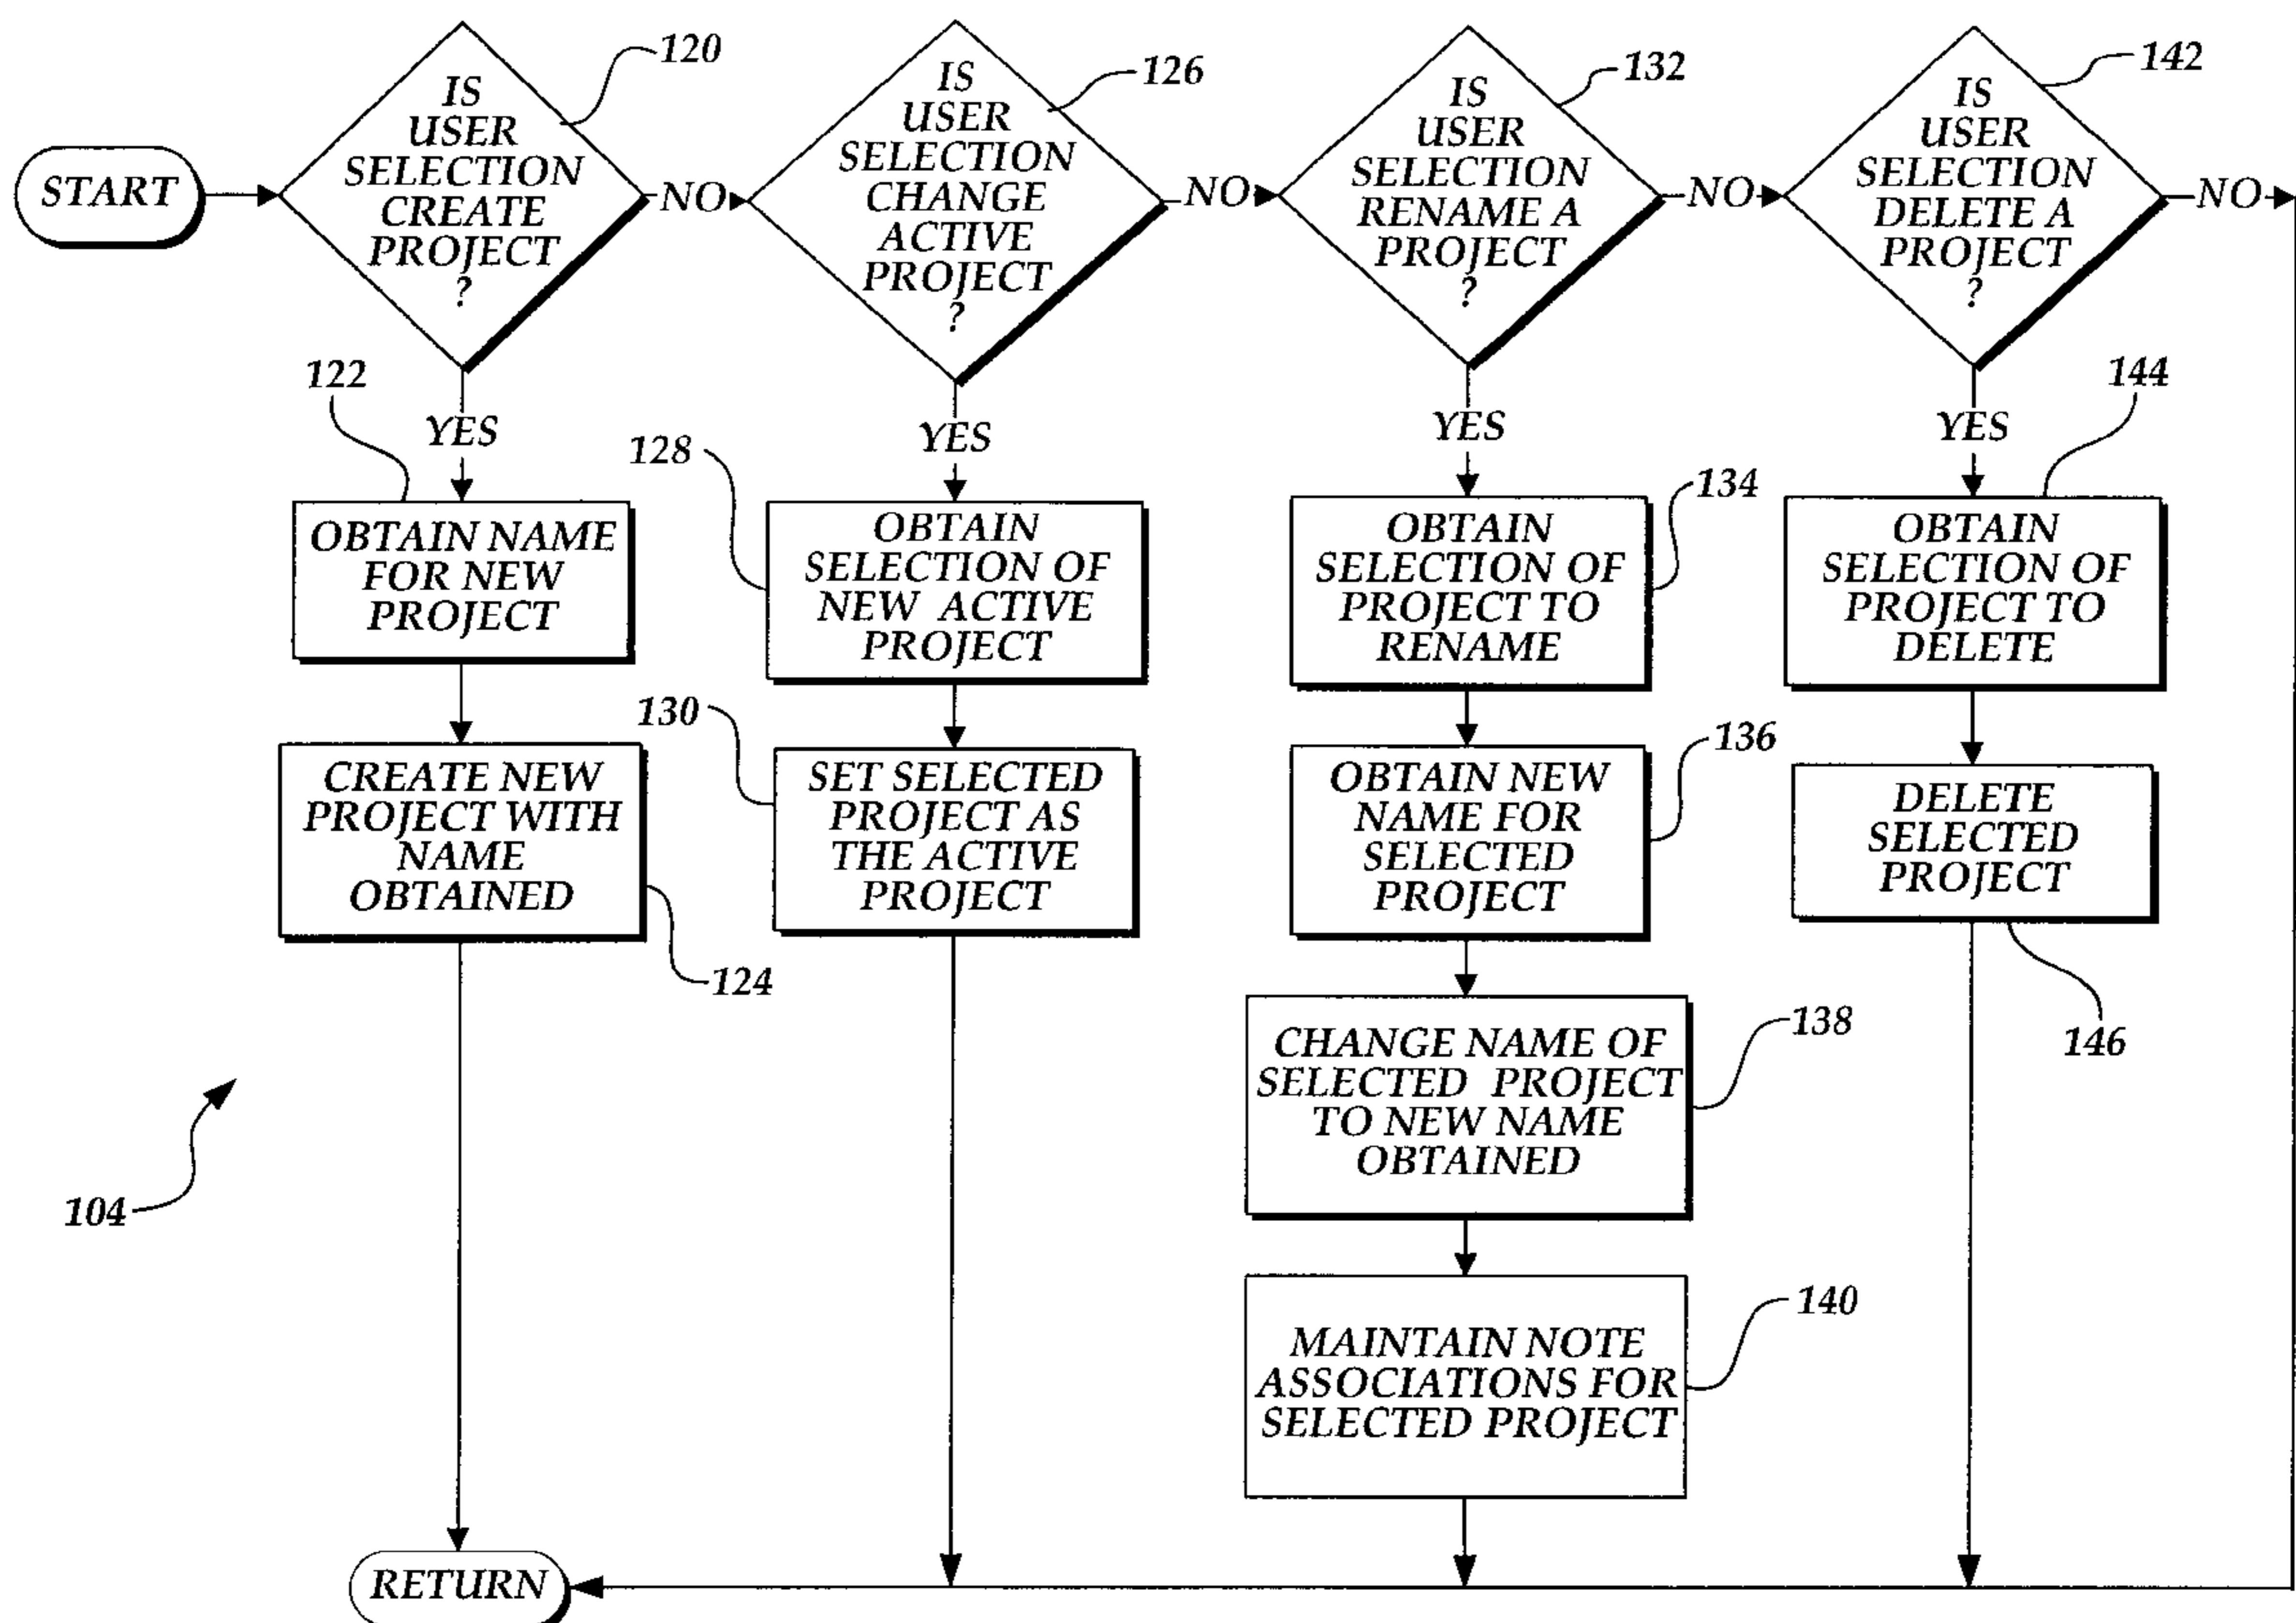 START
IS
USER
SELECTION
CREATE
PROJECT
?
120
NO
IS
USER
SELECTION
CHANGE
ACTIVE
PROJECT
?
126
NO
IS
USER
SELECTION
RENAME A
PROJECT
?
132
NO
IS
USER
SELECTION
DELETE A
PROJECT
?
142
NO
YES
122
OBTAIN NAME
FOR NEW
PROJECT
CREATE NEW
PROJECT WITH
NAME
OBTAINED
124
YES
128
OBTAIN
SELECTION OF
NEW ACTIVE
PROJECT
130
SET SELECTED
PROJECT AS
THE ACTIVE
PROJECT
YES
134
OBTAIN
SELECTION OF
PROJECT TO
RENAME
136
OBTAIN NEW
NAME FOR
SELECTED
PROJECT
138
CHANGE NAME OF
SELECTED PROJECT
TO NEW NAME
OBTAINED
140
MAINTAIN NOTE
ASSOCIATIONS FOR
SELECTED PROJECT
YES
144
OBTAIN
SELECTION OF
PROJECT TO
DELETE
DELETE
SELECTED
PROJECT
146
104
RETURN